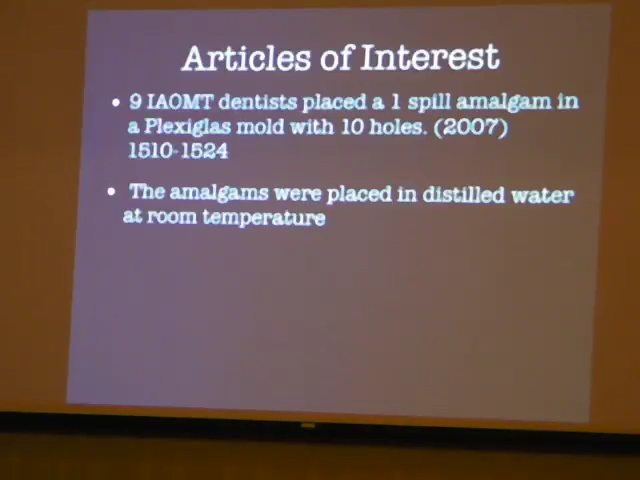 Articles of Interest
• 9 IAOMT dentists placed a 1 spill amalgam in
a Plexiglas mold with 10 holes. (2007)
1510-1524
• The amalgams were placed in distilled water
at room temperature